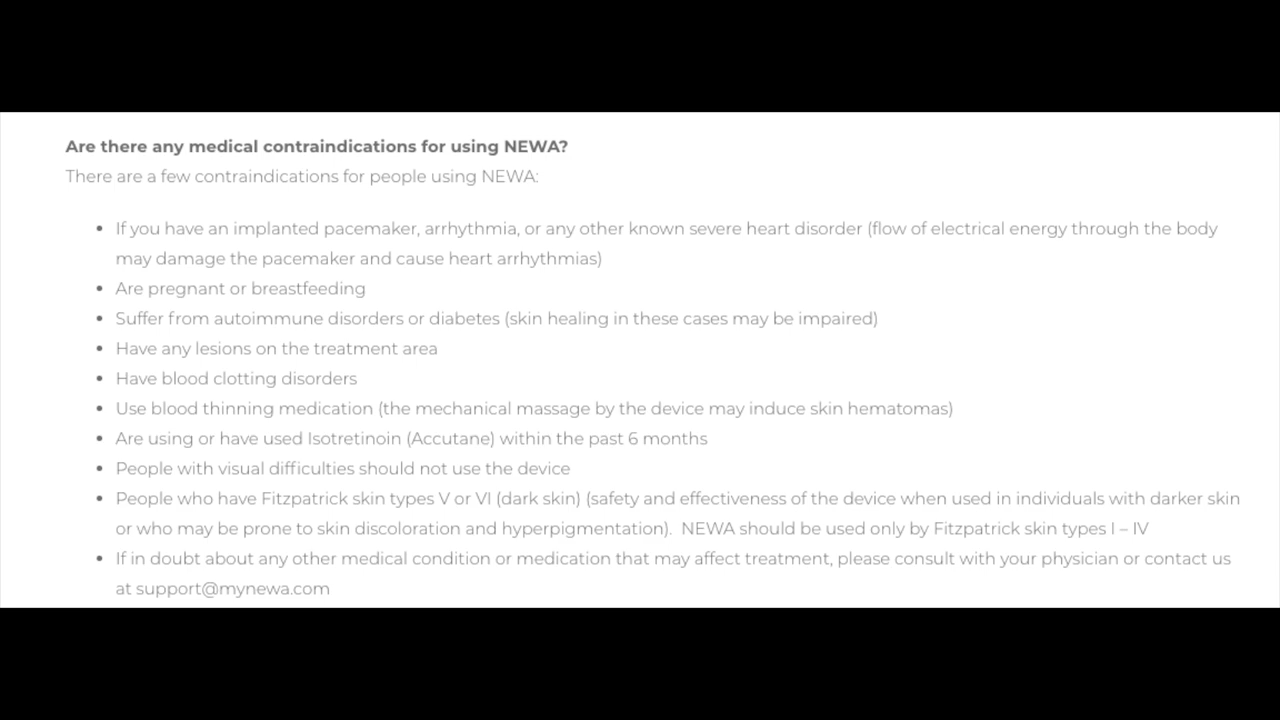 Are there any medical contraindications for using NEWA?
There are a few contraindications for people using NEWA:
• If you have an implanted pacemaker, arrhythmia, or any other known severe heart disorder (flow of electrical energy through the body
may damage the pacemaker and cause heart arrhythmias)
• Are pregnant or breastfeeding
• Suffer from autoimmune disorders or diabetes (skin healing in these cases may be impaired)
• Have any lesions on the treatment area
• Have blood clotting disorders
• Use blood thinning medication (the mechanical massage by the device may induce skin hematomas)
• Are using or have used Isotretinoin (Accutane) within the past 6 months
• People with visual difficulties should not use the device
• People who have Fitzpatrick skin types V or VI (dark skin) (safety and effectiveness of the device when used in individuals with darker skin
or who may be prone to skin discoloration and hyperpigmentation).  NEWA should be used only by Fitzpatrick skin types I – IV
• If in doubt about any other medical condition or medication that may affect treatment, please consult with your physician or contact us
at support@mynewa.com